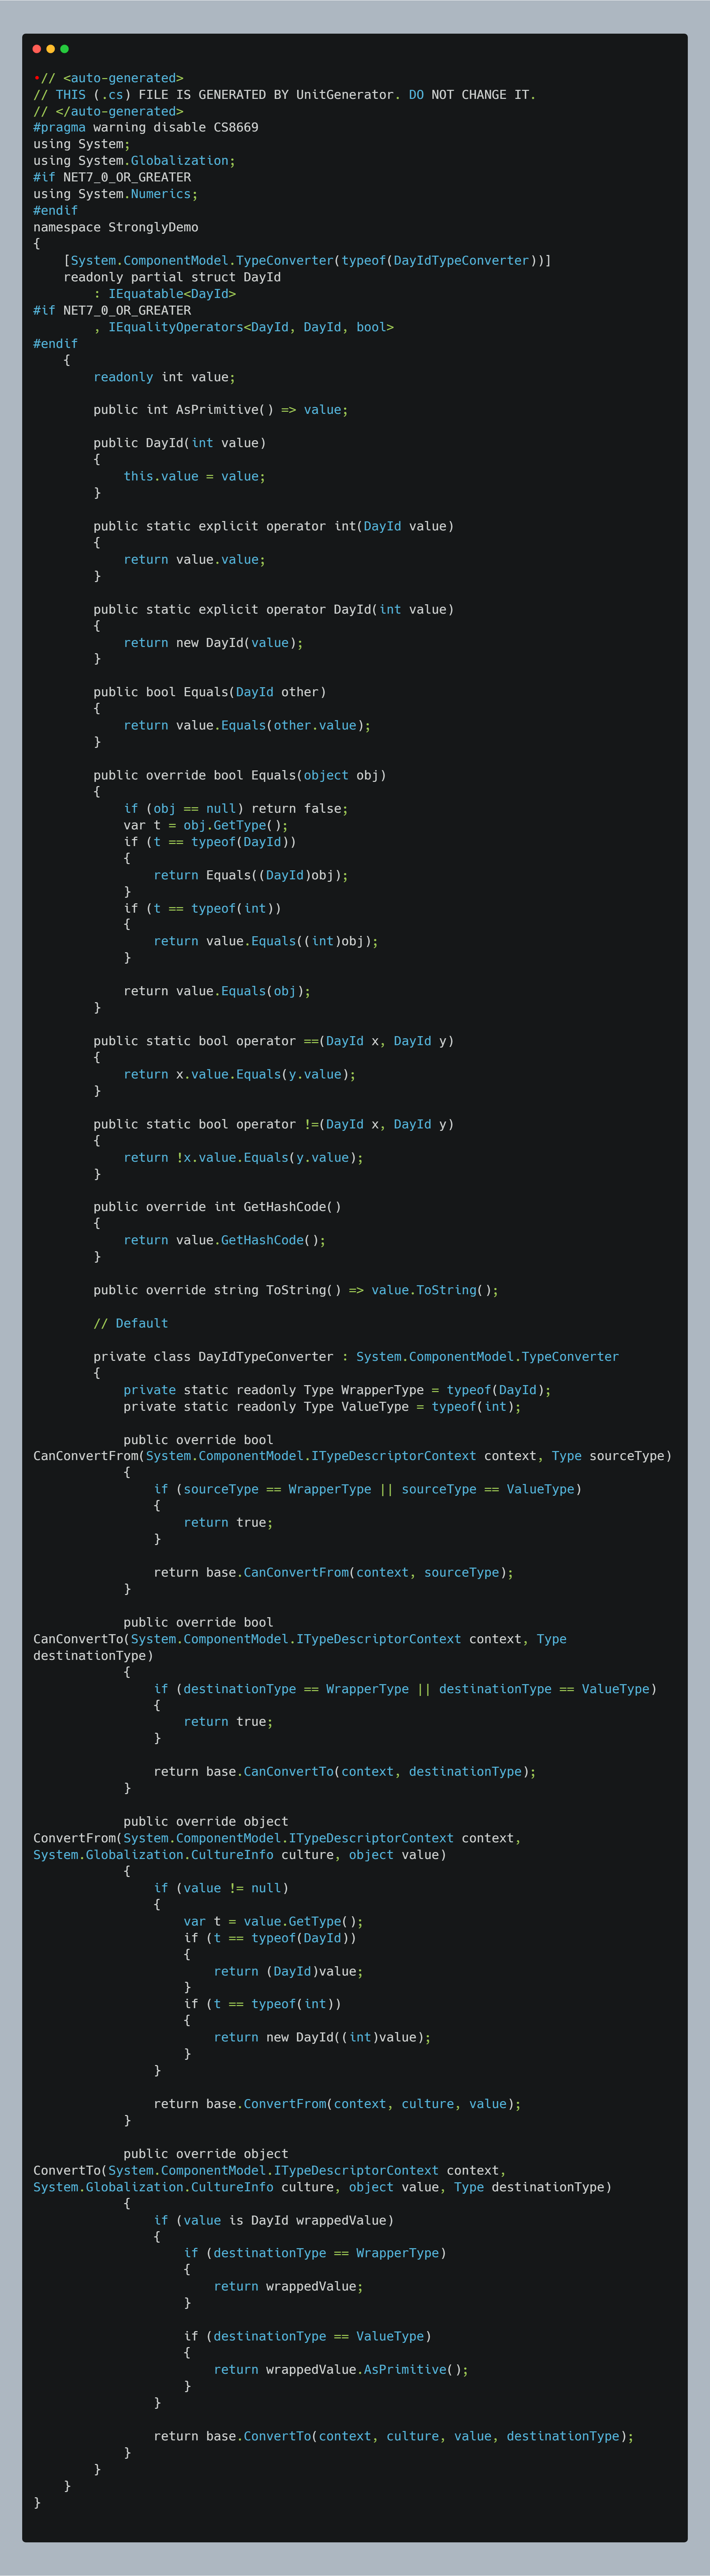 •// <auto-generated>
// THIS (.cs) FILE IS GENERATED BY UnitGenerator. DO NOT CHANGE IT.
// </auto-generated>
#pragma warning disable CS8669
using System;
using System.Globalization;
#if NET7_0_OR_GREATER
using System.Numerics;
#endif
namespace StronglyDemo
{
    [System.ComponentModel.TypeConverter(typeof(DayIdTypeConverter))]
    readonly partial struct DayId
        : IEquatable<DayId>
#if NET7_0_OR_GREATER
        , IEqualityOperators<DayId, DayId, bool>
#endif
    {
        readonly int value;

        public int AsPrimitive() => value;

        public DayId(int value)
        {
            this.value = value;
        }

        public static explicit operator int(DayId value)
        {
            return value.value;
        }

        public static explicit operator DayId(int value)
        {
            return new DayId(value);
        }

        public bool Equals(DayId other)
        {
            return value.Equals(other.value);
        }

        public override bool Equals(object obj)
        {
            if (obj == null) return false;
            var t = obj.GetType();
            if (t == typeof(DayId))
            {
                return Equals((DayId)obj);
            }
            if (t == typeof(int))
            {
                return value.Equals((int)obj);
            }

            return value.Equals(obj);
        }

        public static bool operator ==(DayId x, DayId y)
        {
            return x.value.Equals(y.value);
        }

        public static bool operator !=(DayId x, DayId y)
        {
            return !x.value.Equals(y.value);
        }

        public override int GetHashCode()
        {
            return value.GetHashCode();
        }

        public override string ToString() => value.ToString();

        // Default

        private class DayIdTypeConverter : System.ComponentModel.TypeConverter
        {
            private static readonly Type WrapperType = typeof(DayId);
            private static readonly Type ValueType = typeof(int);

            public override bool
CanConvertFrom(System.ComponentModel.ITypeDescriptorContext context, Type sourceType)
            {
                if (sourceType == WrapperType || sourceType == ValueType)
                {
                    return true;
                }

                return base.CanConvertFrom(context, sourceType);
            }

            public override bool
CanConvertTo(System.ComponentModel.ITypeDescriptorContext context, Type
destinationType)
            {
                if (destinationType == WrapperType || destinationType == ValueType)
                {
                    return true;
                }

                return base.CanConvertTo(context, destinationType);
            }

            public override object
ConvertFrom(System.ComponentModel.ITypeDescriptorContext context,
System.Globalization.CultureInfo culture, object value)
            {
                if (value != null)
                {
                    var t = value.GetType();
                    if (t == typeof(DayId))
                    {
                        return (DayId)value;
                    }
                    if (t == typeof(int))
                    {
                        return new DayId((int)value);
                    }
                }

                return base.ConvertFrom(context, culture, value);
            }

            public override object
ConvertTo(System.ComponentModel.ITypeDescriptorContext context,
System.Globalization.CultureInfo culture, object value, Type destinationType)
            {
                if (value is DayId wrappedValue)
                {
                    if (destinationType == WrapperType)
                    {
                        return wrappedValue;
                    }

                    if (destinationType == ValueType)
                    {
                        return wrappedValue.AsPrimitive();
                    }
                }

                return base.ConvertTo(context, culture, value, destinationType);
            }
        }
    }
}